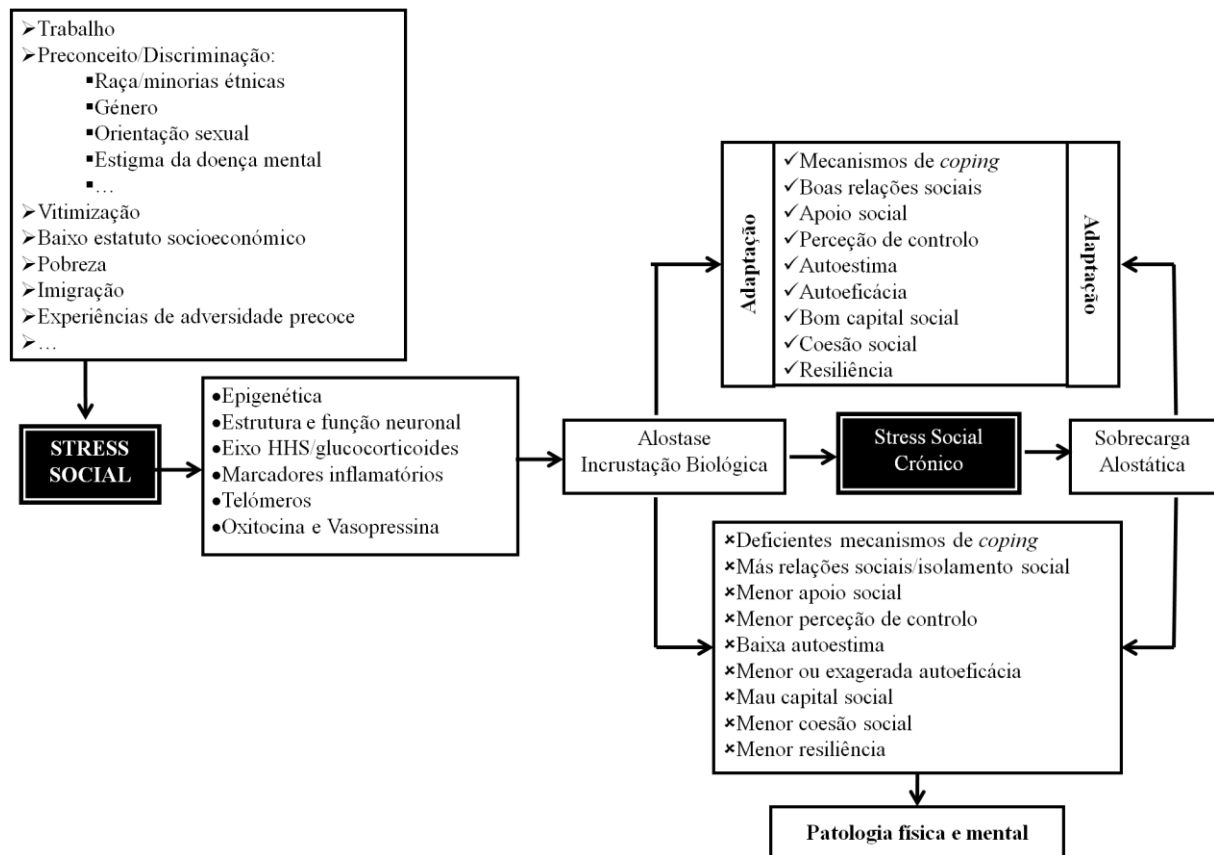 ➢Trabalho
➢Preconceito/Discriminação:
▪Raça/minorias étnicas
▪Género
▪Orientação sexual
▪Estigma da doença mental
▪…
➢Vitimização
➢Baixo estatuto socioeconómico
➢Pobreza
➢Imigração
➢Experiências de adversidade precoce
➢…
STRESS
SOCIAL
●Epigenética
●Estrutura e função neuronal
●Eixo HHS/glucocorticoides
●Marcadores inflamatórios
●Telómeros
●Oxitocina e Vasopressina
Alostase
Incrustação Biológica
Adaptação
✓Mecanismos de coping
✓Boas relações sociais
✓Apoio social
✓Perceção de controlo
✓Autoestima
✓Autoeficácia
✓Bom capital social
✓Coesão social
✓Resiliência
Adaptação
Stress Social
Crónico
Sobrecarga
Alostática
×Deficientes mecanismos de coping
×Más relações sociais/isolamento social
×Menor apoio social
×Menor perceção de controlo
×Baixa autoestima
×Menor ou exagerada autoeficácia
×Mau capital social
×Menor coesão social
×Menor resiliência
Patologia física e mental